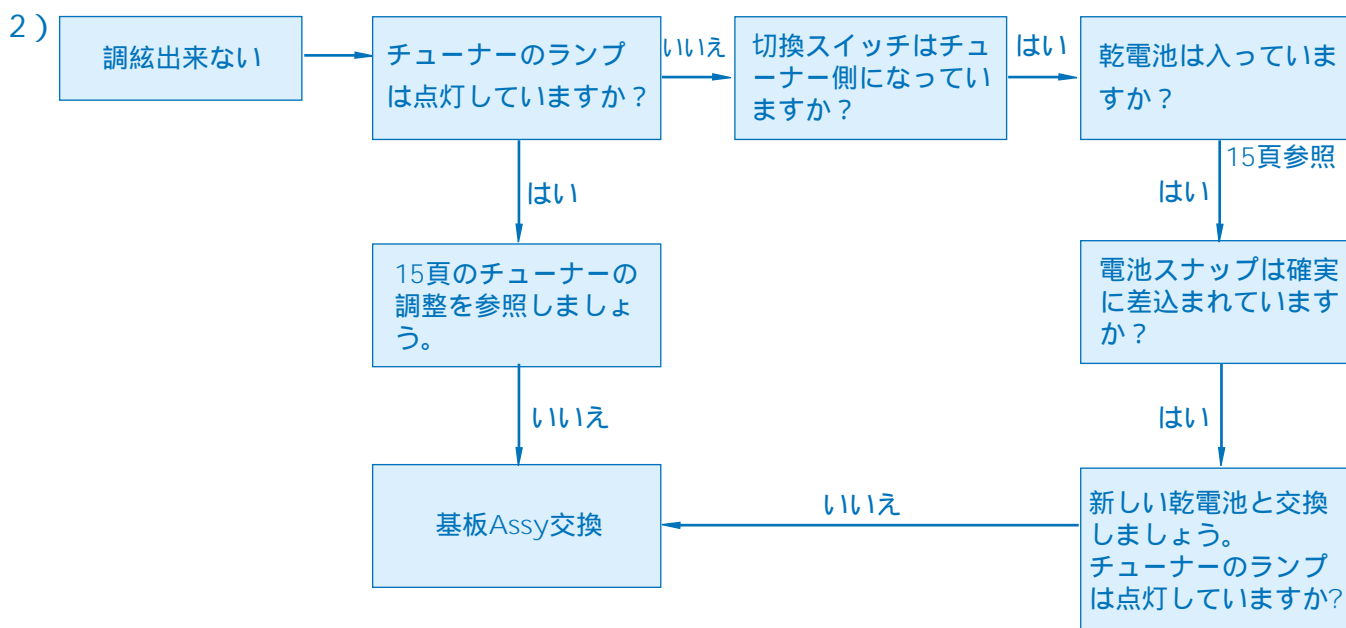 2）
調絃出来ない
チューナーのランプ
は点灯していますか？
いいえ
切換スイッチはチュ
ーナー側になってい
ますか？
はい
乾電池は入っていま
すか？
15頁参照
はい
はい
15頁のチューナーの
調整を参照しましょ
う。
電池スナップは確実
に差込まれています
か？
いいえ
はい
基板Assy交換
いいえ
新しい乾電池と交換
しましょう。
チューナーのランプ
は点灯していますか?